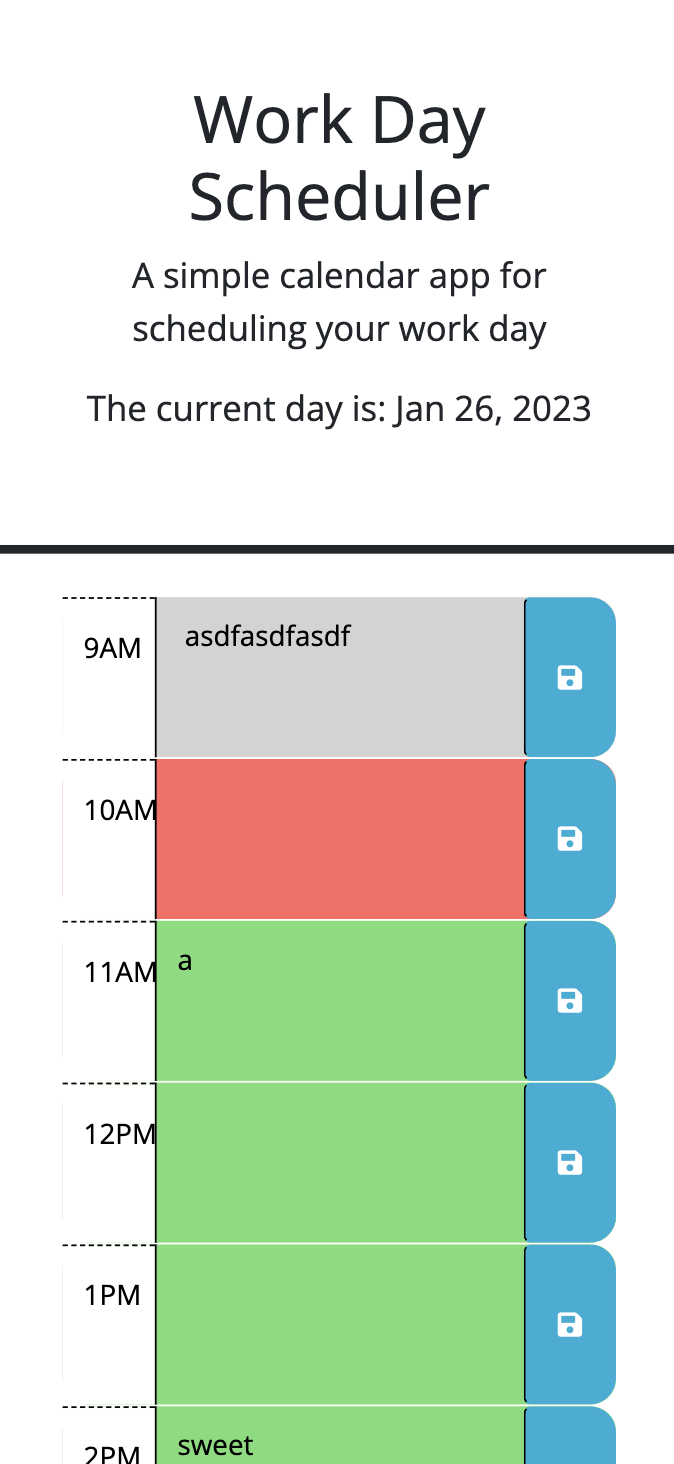 Work Day
Scheduler
A simple calendar app for
scheduling your work day
The current day is: Jan 26, 2023
9AM
asdfasdfasdf
10AM
11AM
a
12PM
1PM
2PM
sweet